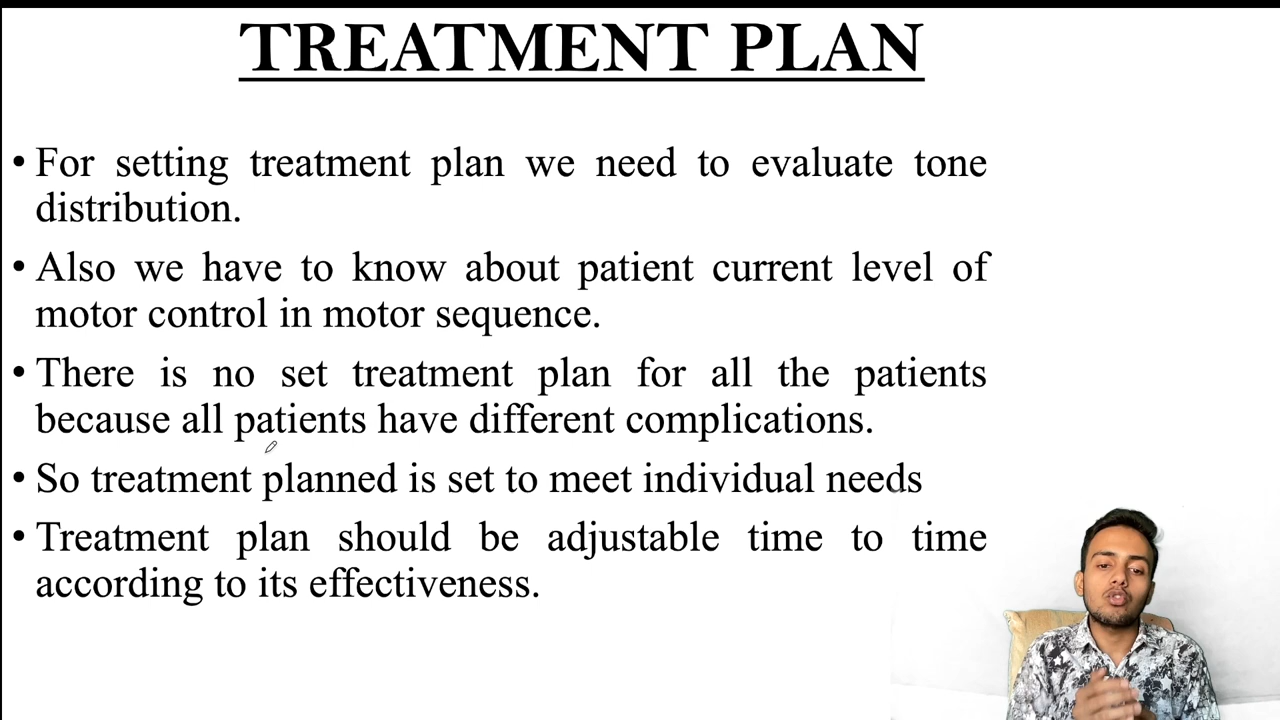 TREATMENT PLAN
• For setting treatment plan we need to evaluate tone
distribution.
• Also we have to know about patient current level of
motor control in motor sequence.
• There is no set treatment plan for all the patients
because all patients have different complications.
• So treatment planned is set to meet individual needs
• Treatment plan should be adjustable time to time
according to its effectiveness.